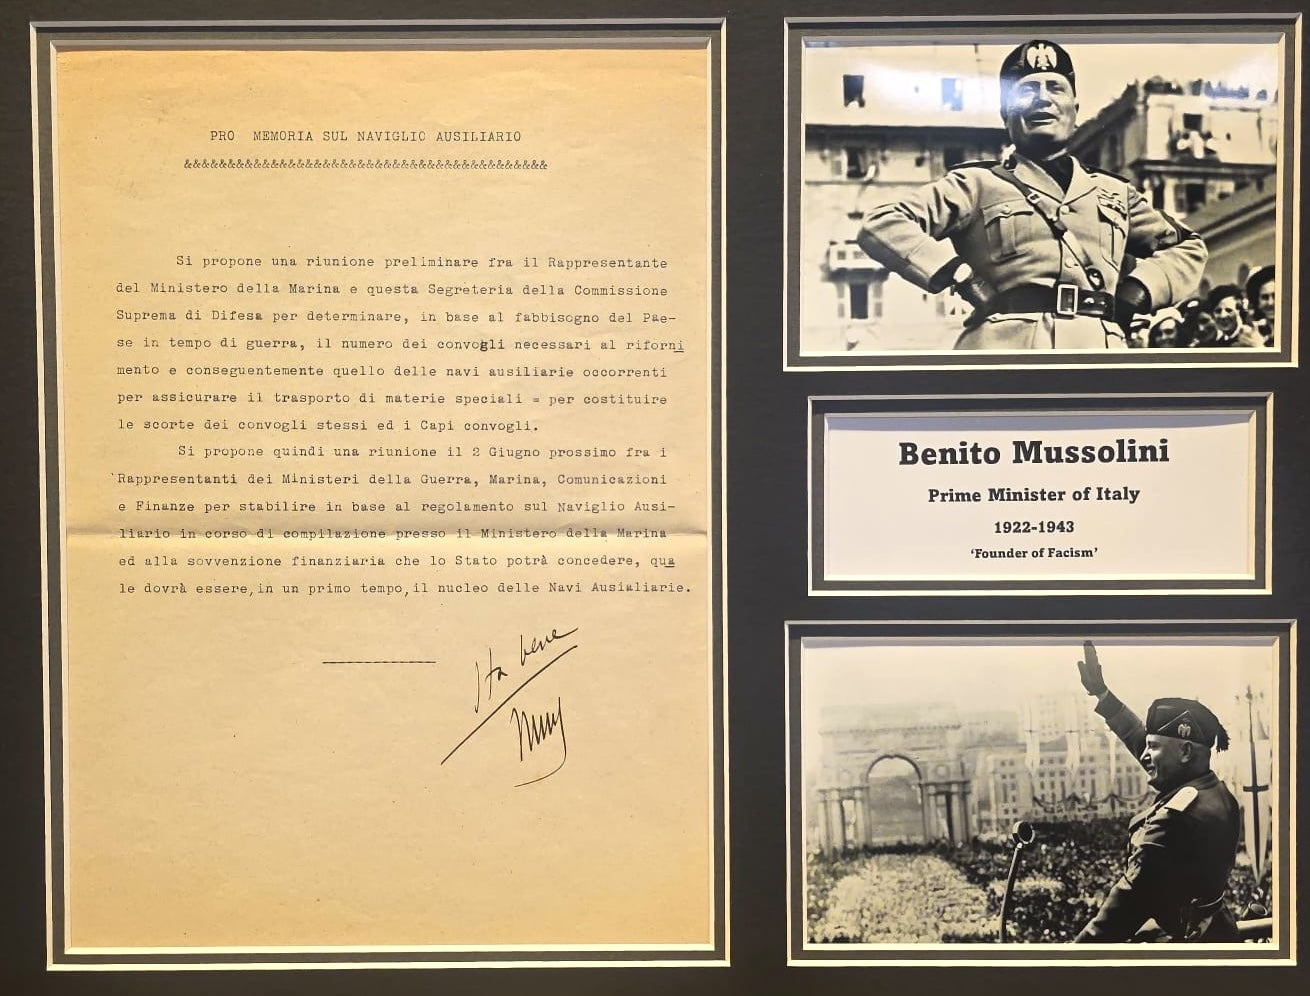 PRO MEMORIA SUL NAVIGLIO AUSILIARIO
&&&&&&&&&&&&&&&&&&&&&&&&&&&&&&&&&&&&&&&&&&
Si propone una riunione preliminare fra il Rappresentante
del Ministero della Marina e questa Segreteria della Commissione
Suprema di Difesa per determinare, in base al fabbisogno del Pae-
se in tempo di guerra, il numero dei convogli necessari al riforni
mento e conseguentemente quello delle navi ausiliarie occorrenti
per assicurare il trasporto di materie speciali = per costituire
le scorte dei convogli stessi ed i Capi convogli.
Si propone quindi una riunione il 2 Giugno prossimo fra i
Rappresentanti dei Ministeri della Guerra, Marina, Comunicazioni
e Finanze per stabilire in base al regolamento sul Naviglio Ausi-
liario in corso di compilazione presso il Ministero della Marina
ed alla sovvenzione finanziaria che lo Stato potrà concedere, qua
le dovrà essere, in un primo tempo, il nucleo delle Navi Ausialiarie.
Sta bene
Benito Mussolini
Prime Minister of Italy
1922-1943
‘Founder of Facism’